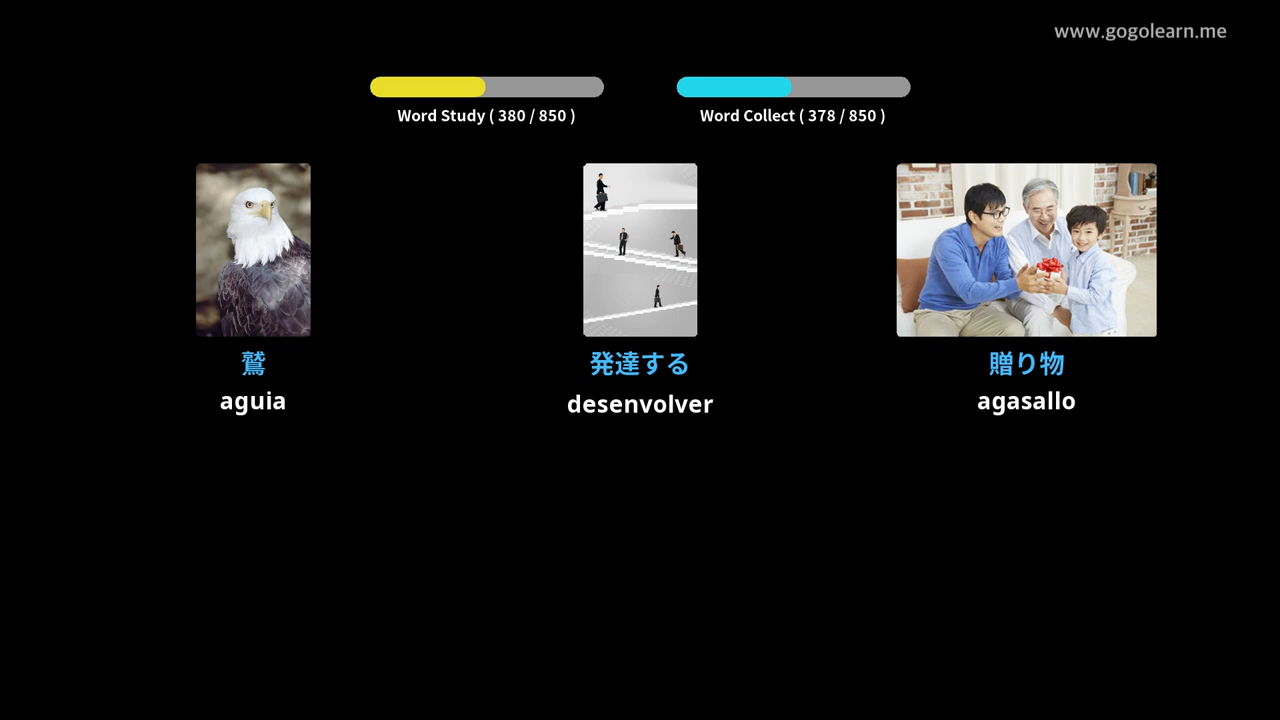 www.gogolearn.me
Word Study ( 380 / 850 )
Word Collect ( 378 / 850 )
鷲
aguia
発達する
desenvolver
贈り物
agasallo